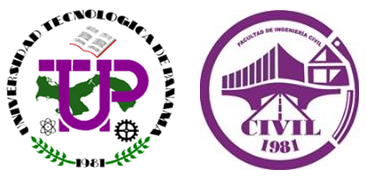 UNIVERSIDAD TECNOLOGICA DE PANAMA
UTP
1981
FACULTAD DE INGENIERÍA CIVIL
CIVIL
1981